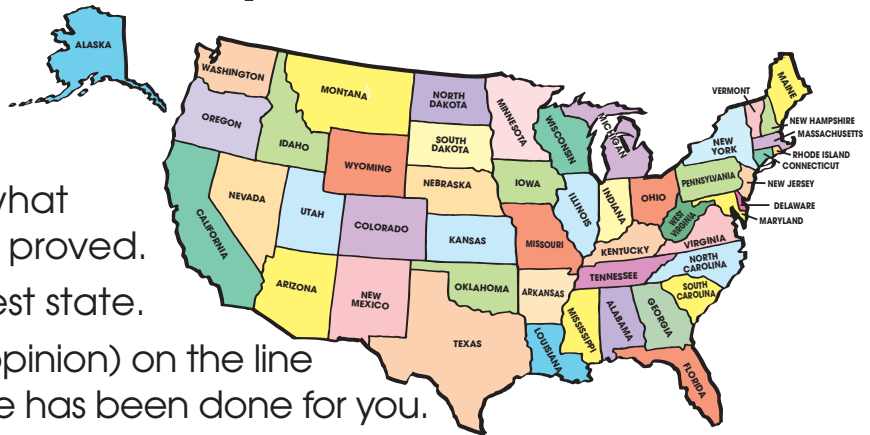 ALASKA
WASHINGTON
MONTANA
NORTH
DAKOTA
MINNESOTA
MAINE
VERMONT
NEW HAMPSHIRE
MASSACHUSETTS
OREGON
IDAHO
SOUTH
DAKOTA
WISCONSIN
MICHIGAN
NEW
YORK
RHODE ISLAND
CONNECTICUT
WYOMING
NEBRASKA
IOWA
PENNSYLVANIA
NEW JERSEY
what
NEVADA
UTAH
ILLINOIS
INDIANA
OHIO
DELAWARE
MARYLAND
CALIFORNIA
COLORADO
KANSAS
MISSOURI
WEST
VIRGINIA
KENTUCKY
VIRGINIA
proved.
TENNESSEE
NORTH
CAROLINA
est state.
ARIZONA
NEW
MEXICO
OKLAHOMA
ARKANSAS
SOUTH
CAROLINA
MISSISSIPPI
ALABAMA
GEORGIA
TEXAS
LOUISIANA
FLORIDA
opinion) on the line
e has been done for you.